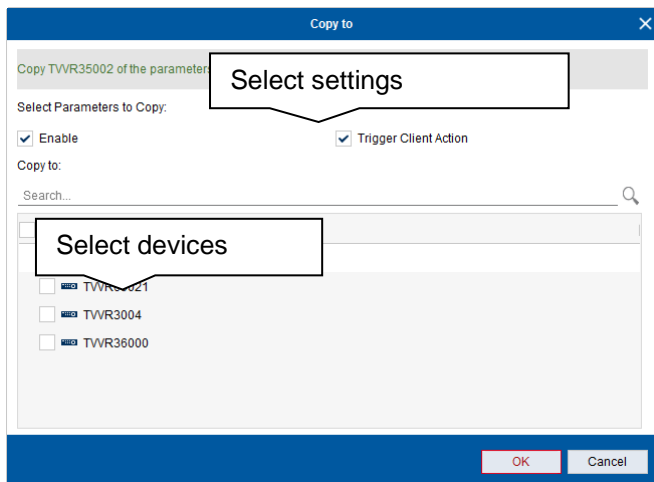 Copy to
Copy TVVR35002 of the parameters
Select settings
Select Parameters to Copy:
Enable
Trigger Client Action
Copy to:
Search...
Select devices
TVVR3004
TVVR36000
OK
Cancel